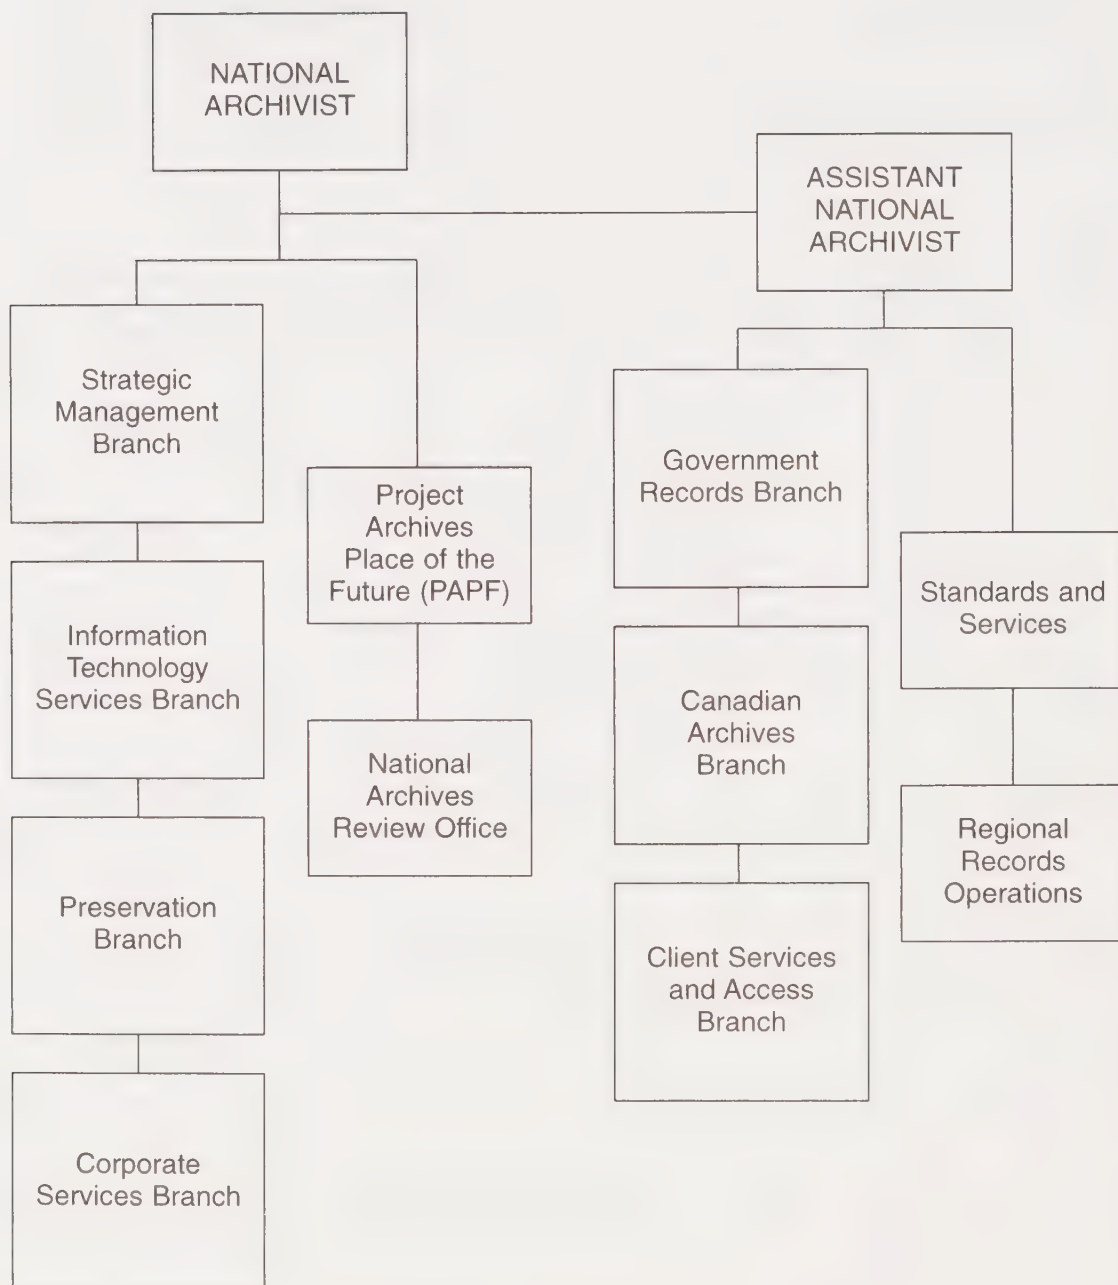 NATIONAL
ARCHIVIST
ASSISTANT
NATIONAL
ARCHIVIST
Strategic
Management
Branch
Information
Technology
Services Branch
Preservation
Branch
Corporate
Services Branch
Project
Archives
Place of the
Future (PAPF)
National
Archives
Review Office
Government
Records Branch
Canadian
Archives
Branch
Client Services
and Access
Branch
Standards and
Services
Regional
Records
Operations